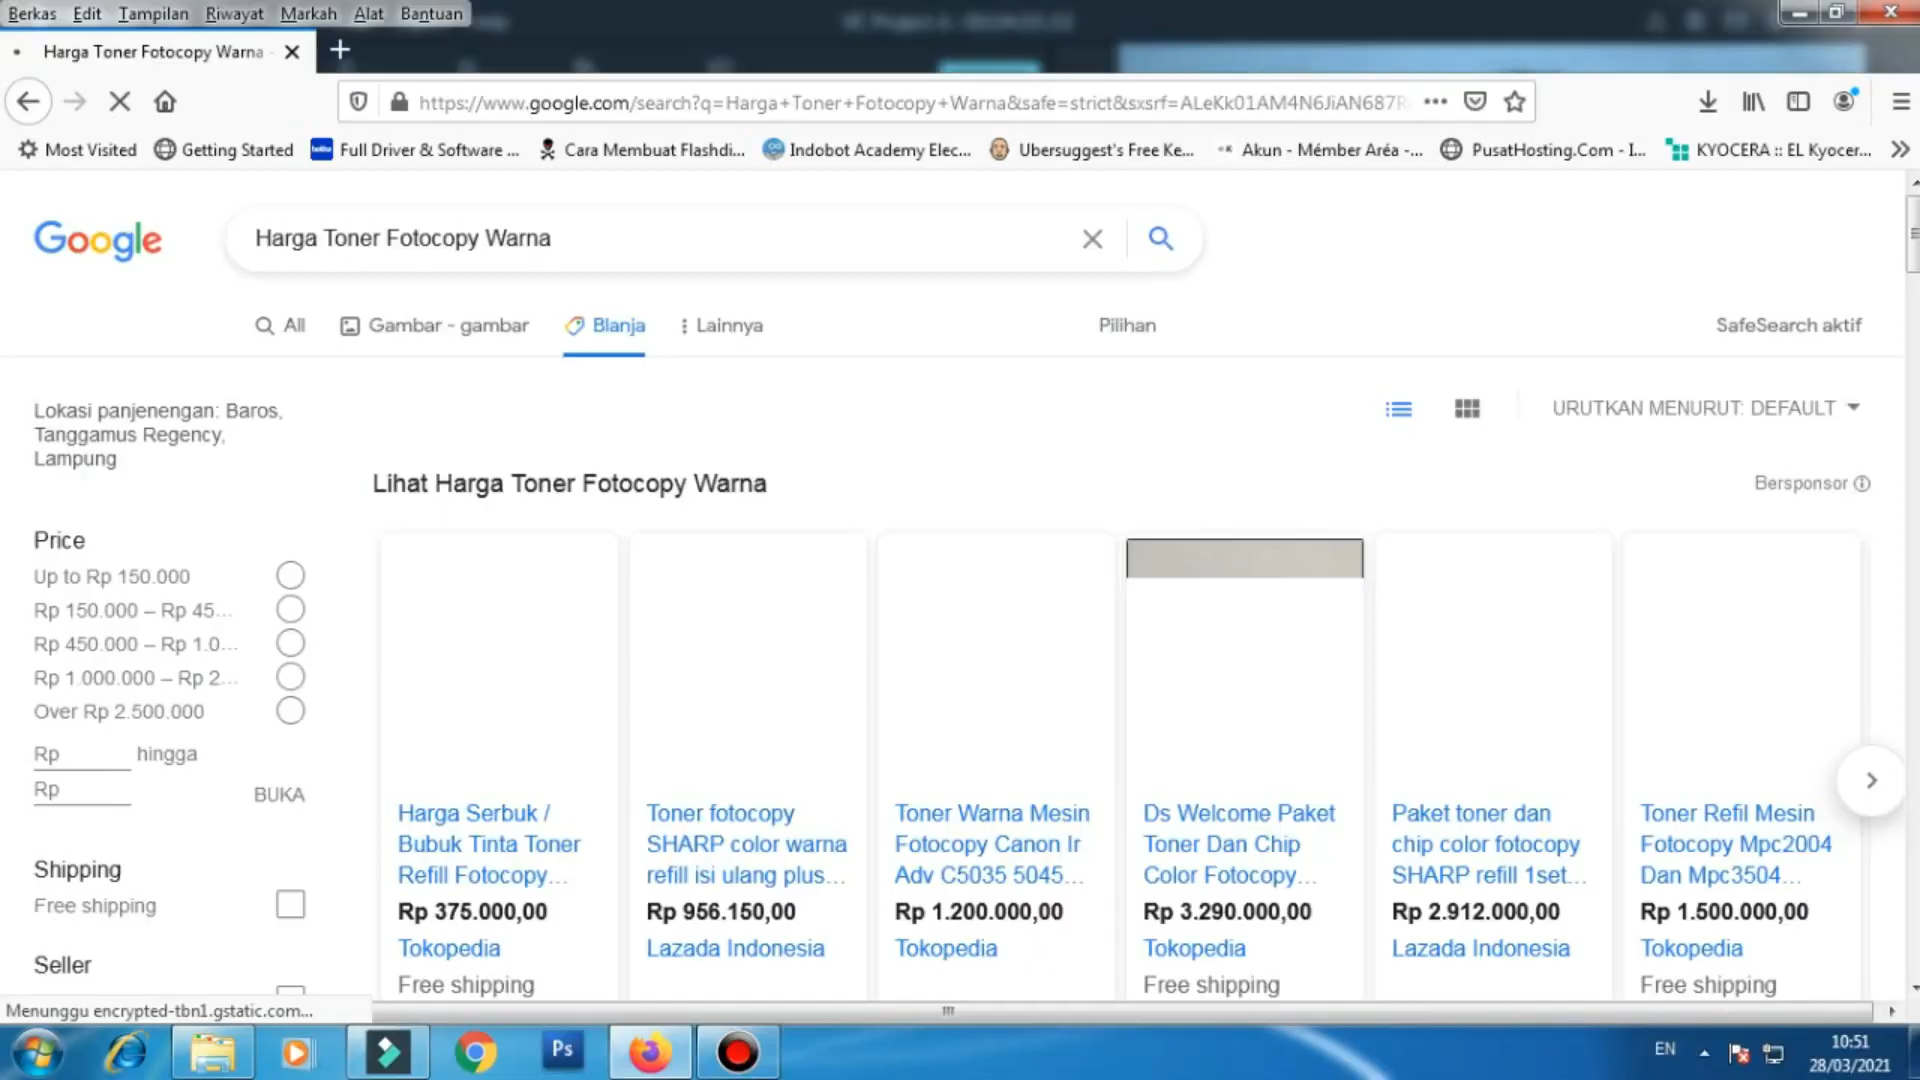 Berkas Edit Tampilan Riwayat Markah Alat Bantuan
Harga Toner Fotocopy Warna -
https://www.google.com/search?q=Harga+Toner+Fotocopy+Warna&safe=strict&sxsrf=ALeKk01AM4N6JiAN687R
Most Visited Getting Started Full Driver & Software ... Cara Membuat Flashdi... Indobot Academy Elec... Ubersuggest's Free Ke... Akun - Mémber Aréa -... PusatHosting.Com - I... KYOCERA :: EL Kyocer...
Google
Harga Toner Fotocopy Warna
All Gambar - gambar Blanja Lainnya Pilihan SafeSearch aktif
Lokasi panjenengan: Baros,
Tanggamus Regency,
Lampung
URUTKAN MENURUT: DEFAULT
Lihat Harga Toner Fotocopy Warna
Bersponsor
Price
Up to Rp 150.000
Rp 150.000 – Rp 45...
Rp 450.000 – Rp 1.0...
Rp 1.000.000 – Rp 2...
Over Rp 2.500.000
Rp hingga
Rp BUKA
Shipping
Free shipping
Seller
Harga Serbuk /
Bubuk Tinta Toner
Refill Fotocopy...
Rp 375.000,00
Tokopedia
Free shipping
Toner fotocopy
SHARP color warna
refill isi ulang plus...
Rp 956.150,00
Lazada Indonesia
Toner Warna Mesin
Fotocopy Canon Ir
Adv C5035 5045...
Rp 1.200.000,00
Tokopedia
Ds Welcome Paket
Toner Dan Chip
Color Fotocopy...
Rp 3.290.000,00
Tokopedia
Free shipping
Paket toner dan
chip color fotocopy
SHARP refill 1set...
Rp 2.912.000,00
Lazada Indonesia
Toner Refil Mesin
Fotocopy Mpc2004
Dan Mpc3504...
Rp 1.500.000,00
Tokopedia
Free shipping
Menunggu encrypted-tbn1.gstatic.com...
Ps
EN
10:51
28/03/2021